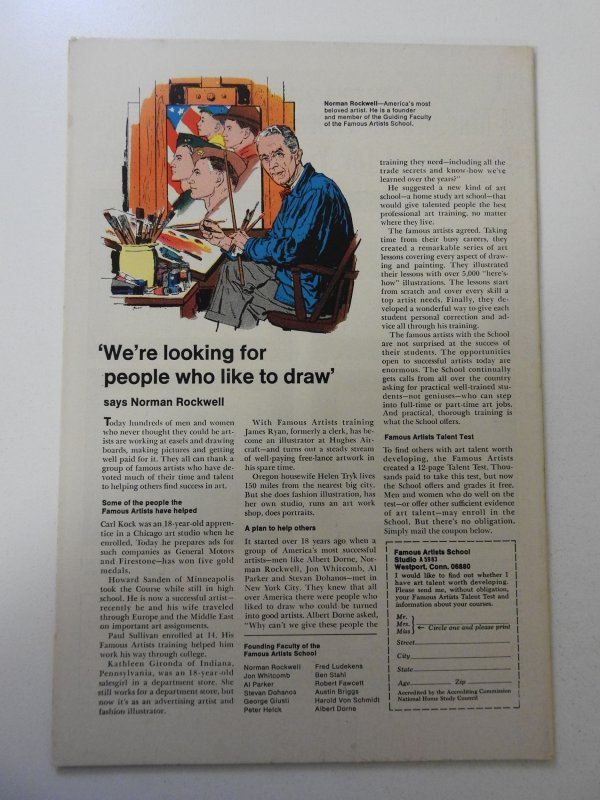 Norman Rockwell—America's most
beloved artist. He is a founder
and member of the Guiding Faculty
of the Famous Artists School.
'We're looking for
people who like to draw'
says Norman Rockwell
Today hundreds of men and women
who never thought they could be art-
ists are working at easels and drawing
boards, making pictures and getting
well paid for it. They all can thank a
group of famous artists who have de-
voted much of their time and talent
to helping others find success in art.
Some of the people the
Famous Artists have helped
Carl Kock was an 18-year-old appren-
tice in a Chicago art studio when he
enrolled. Today he prepares ads for
such companies as General Motors
and Firestone—has won five gold
medals.
Howard Sanden of Minneapolis
took the Course while still in high
school. He is now a successful artist—
recently he and his wife traveled
through Europe and the Middle East
on important art assignments.
Paul Sullivan enrolled at 14. His
Famous Artists training helped him
work his way through college.
Kathleen Gironda of Indiana,
Pennsylvania, was an 18-year-old
salesgirl in a department store. She
still works for a department store, but
now it's as an advertising artist and
fashion illustrator.
With Famous Artists training
James Ryan, formerly a clerk, has be-
come an illustrator at Hughes Air-
craft—and turns out a steady stream
of well-paying free-lance artwork in
his spare time.
Oregon housewife Helen Tryk lives
150 miles from the nearest big city.
But she does fashion illustration, has
her own studio, runs an art work
shop, does portraits.
A plan to help others
It started over 18 years ago when a
group of America's most successful
artists—men like Albert Dorne, Nor-
man Rockwell, Jon Whitcomb, Al
Parker and Stevan Dohanos—met in
New York City. They knew that all
over America there were people who
liked to draw who could be turned
into good artists. Albert Dorne asked,
"Why can't we give these people the
Founding Faculty of the
Famous Artists School
Norman Rockwell
Jon Whitcomb
Al Parker
Stevan Dohanos
George Giusti
Peter Helck
Fred Ludekens
Ben Stahl
Robert Fawcett
Austin Briggs
Harold Von Schmidt
Albert Dorne
training they need—including all the
trade secrets and know-how we've
learned over the years?"
He suggested a new kind of art
school—a home study art school—that
would give talented people the best
professional art training, no matter
where they live.
The famous artists agreed. Taking
time from their busy careers, they
created a remarkable series of art
lessons covering every aspect of draw-
ing and painting. They illustrated
their lessons with over 5,000 "here's-
how" illustrations. The lessons start
from scratch and cover every skill a
top artist needs. Finally, they de-
veloped a wonderful way to give each
student personal correction and ad-
vice all through his training.
The famous artists with the School
are not surprised at the success of
their students. The opportunities
open to successful artists today are
enormous. The School continually
gets calls from all over the country
asking for practical well-trained stu-
dents—not geniuses—who can step
into full-time or part-time art jobs.
And practical, thorough training is
what the School offers.
Famous Artists Talent Test
To find others with art talent worth
developing, the Famous Artists
created a 12-page Talent Test. Thou-
sands paid to take this test, but now
the School offers and grades it free.
Men and women who do well on the
test—or offer other sufficient evidence
of art talent—may enroll in the
School. But there's no obligation.
Simply mail the coupon below.
Famous Artists School
Studio A 5963
Westport, Conn. 06880
I would like to find out whether I
have art talent worth developing.
Please send me, without obligation,
your Famous Artists Talent Test and
information about your courses.
Mr.
Mrs.
Miss
← Circle one and please print
Street
City
State
Age Zip
Accredited by the Accrediting Commission
National Home Study Council